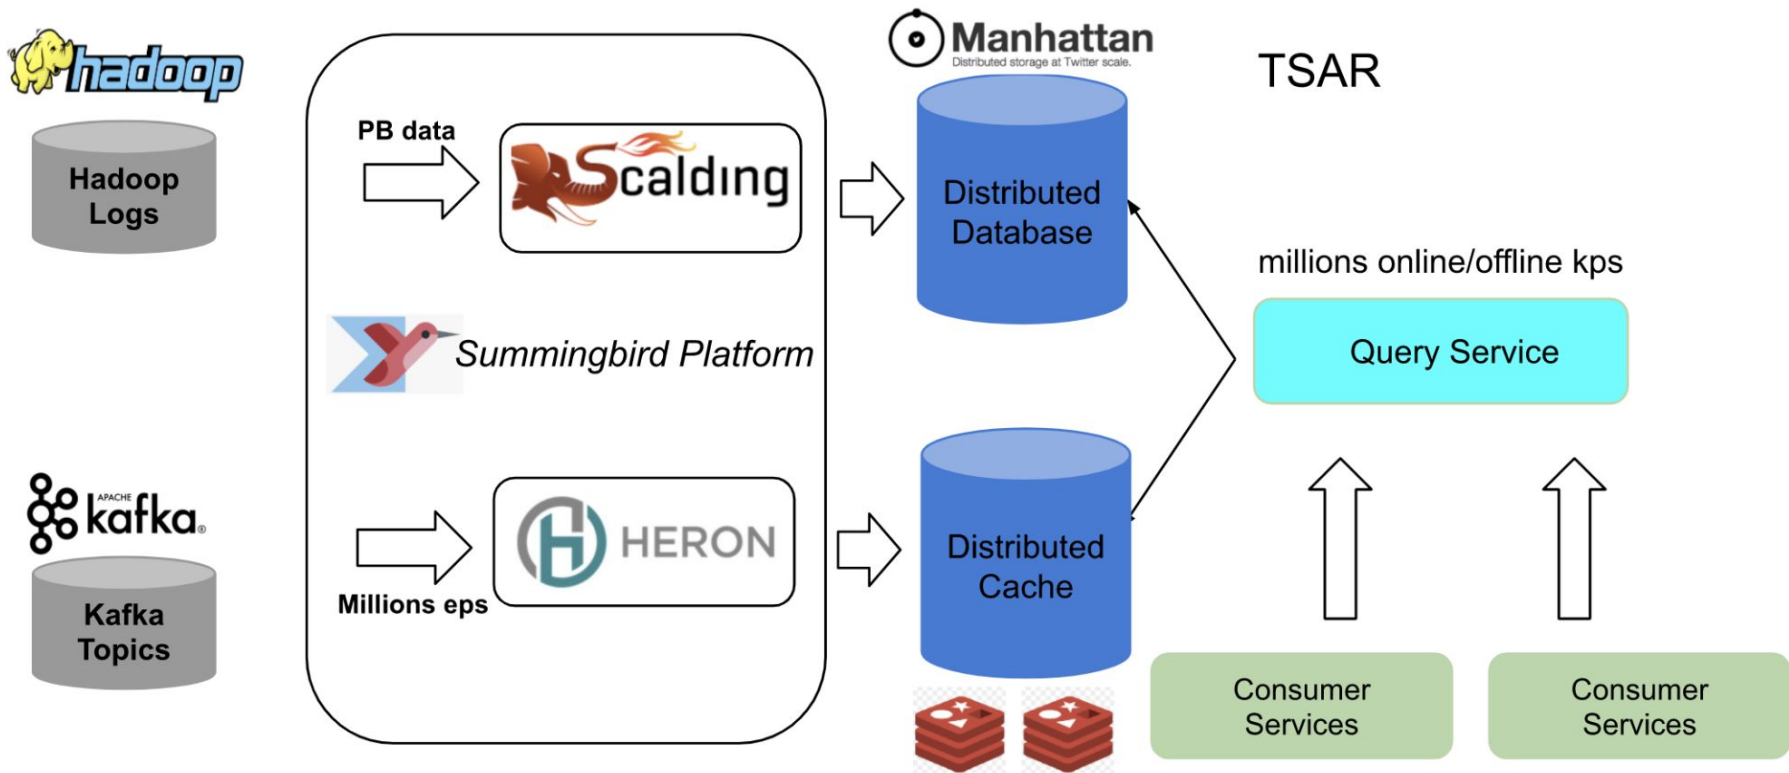 hadoop
Hadoop
Logs
APACHE
kafka®
Kafka
Topics
PB data
Scalding
Summingbird Platform
HERON
Millions eps
Manhattan
Distributed storage at Twitter scale.
Distributed
Database
Distributed
Cache
TSAR
millions online/offline kps
Query Service
Consumer
Services
Consumer
Services